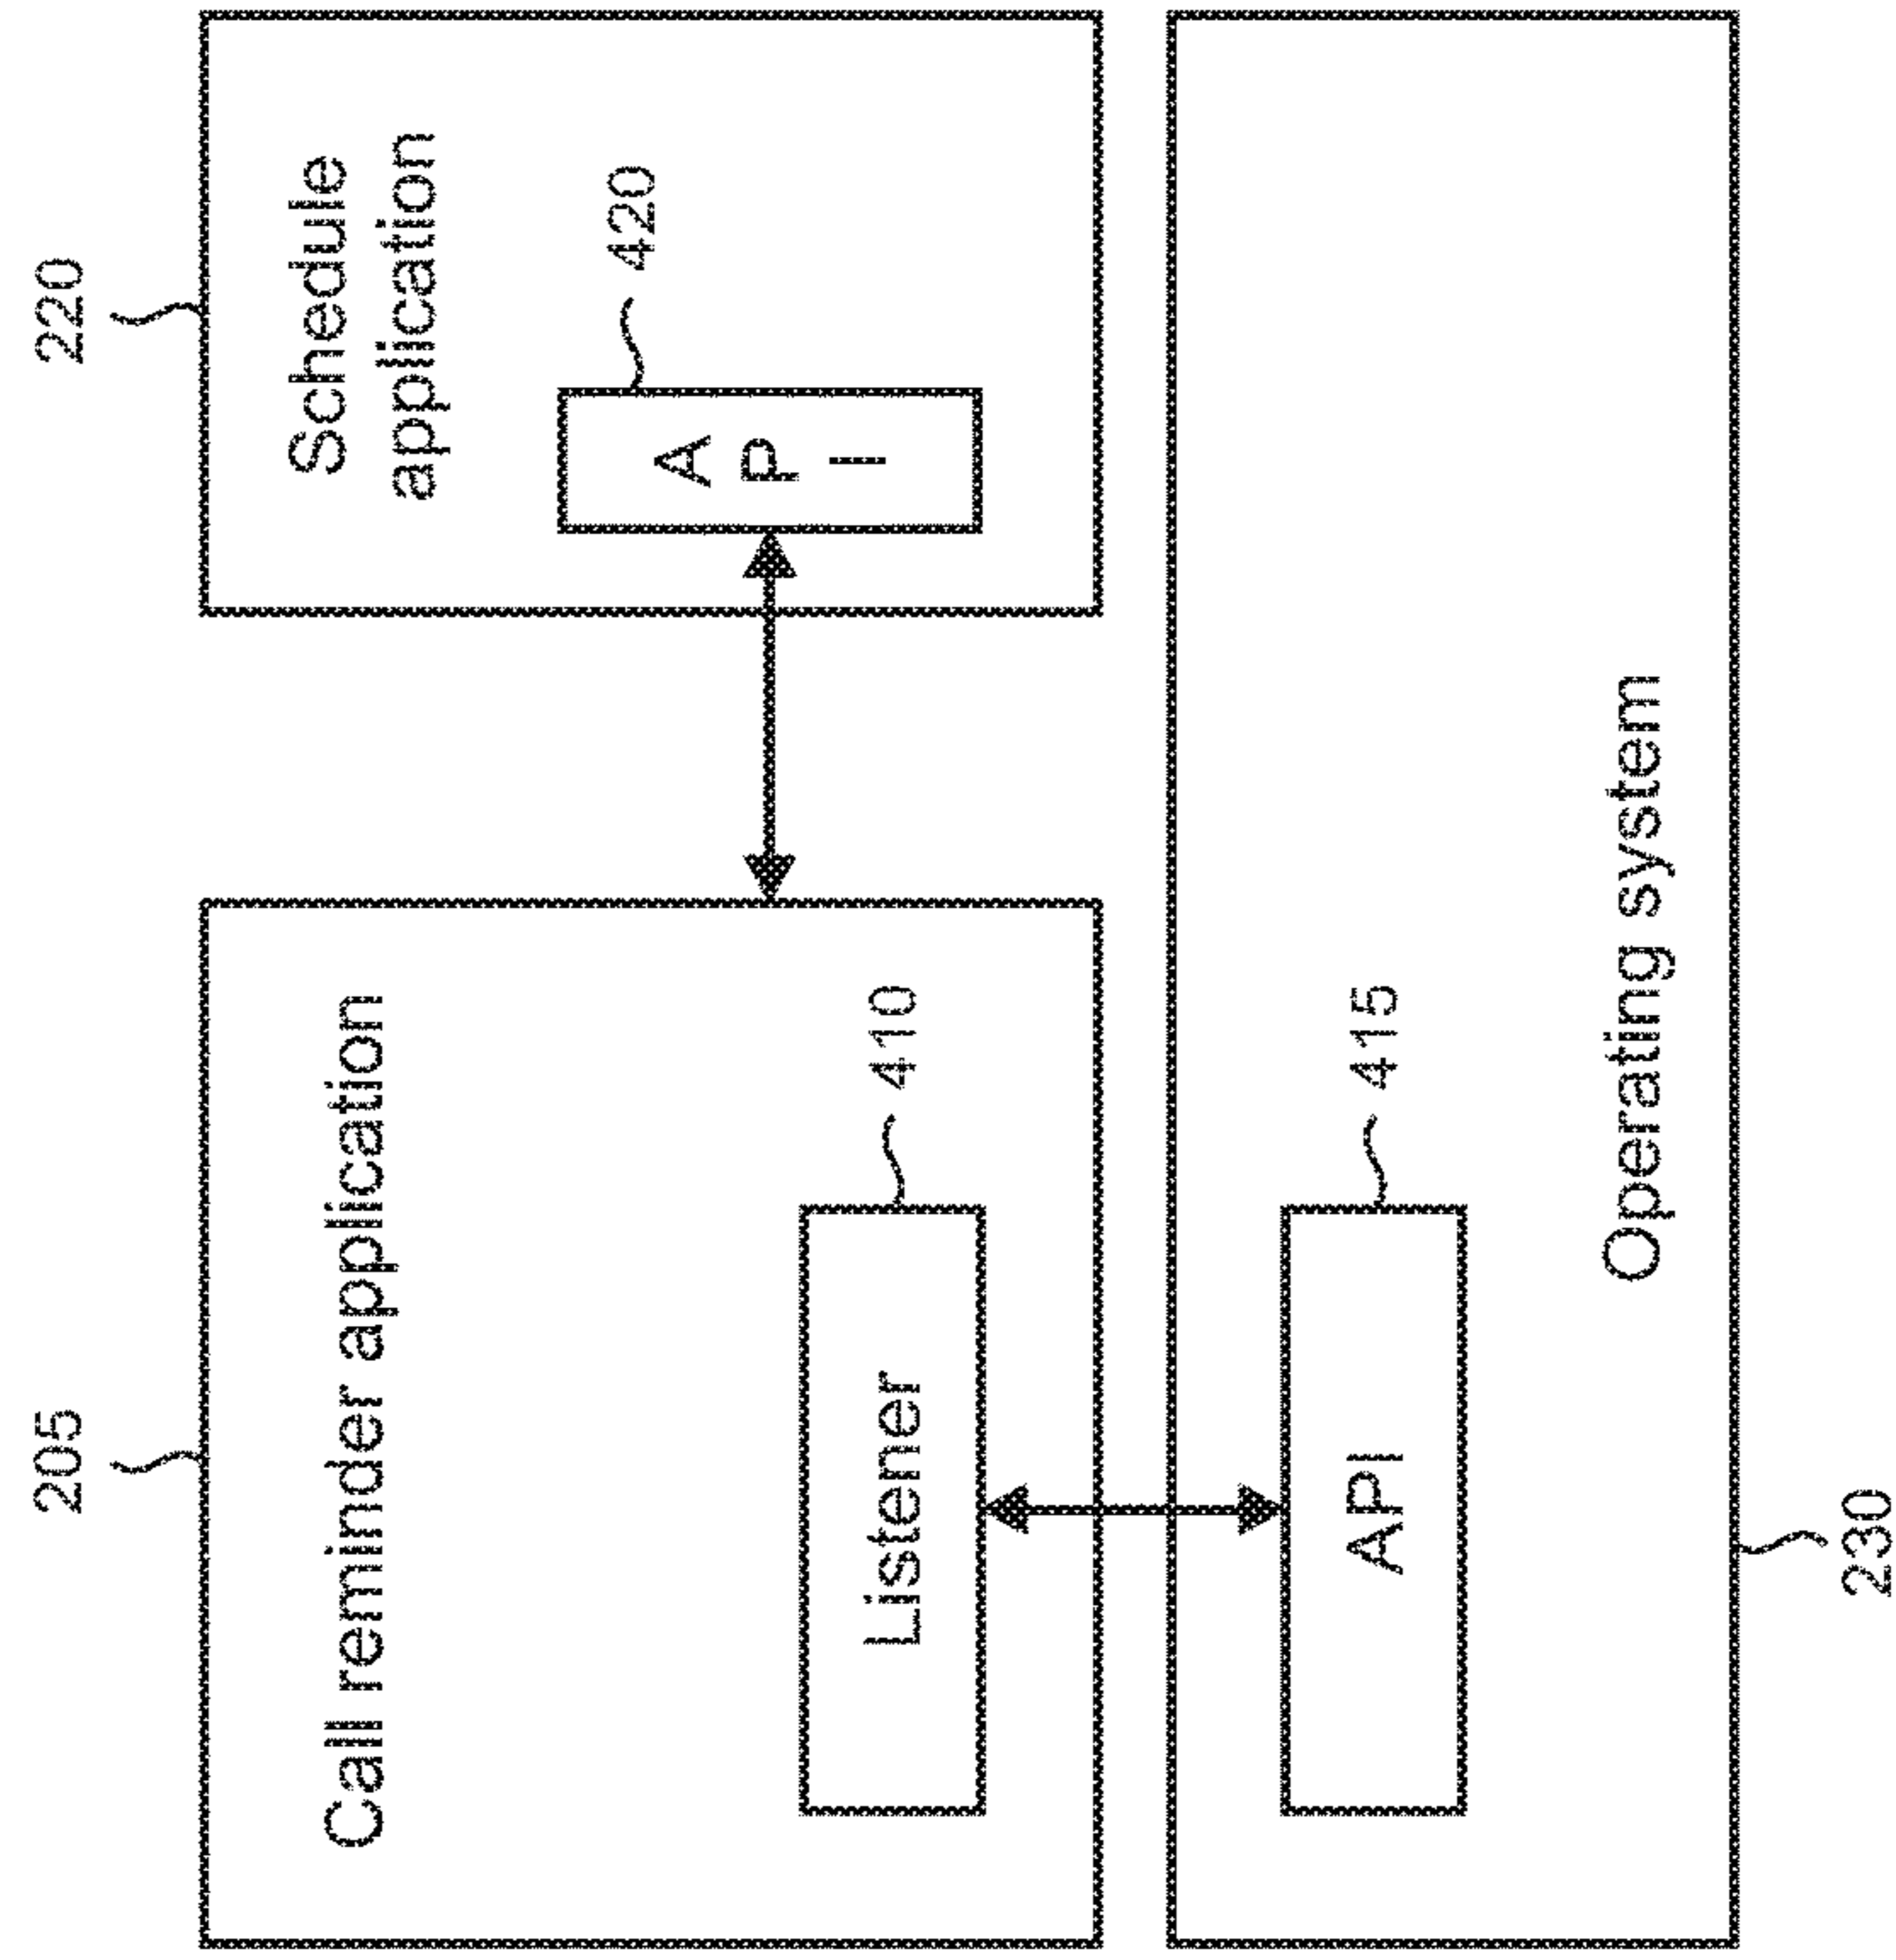 205
220
Call reminder application
Schedule
application
420
A
P
I
Listener
410
API
415
Operating system
230